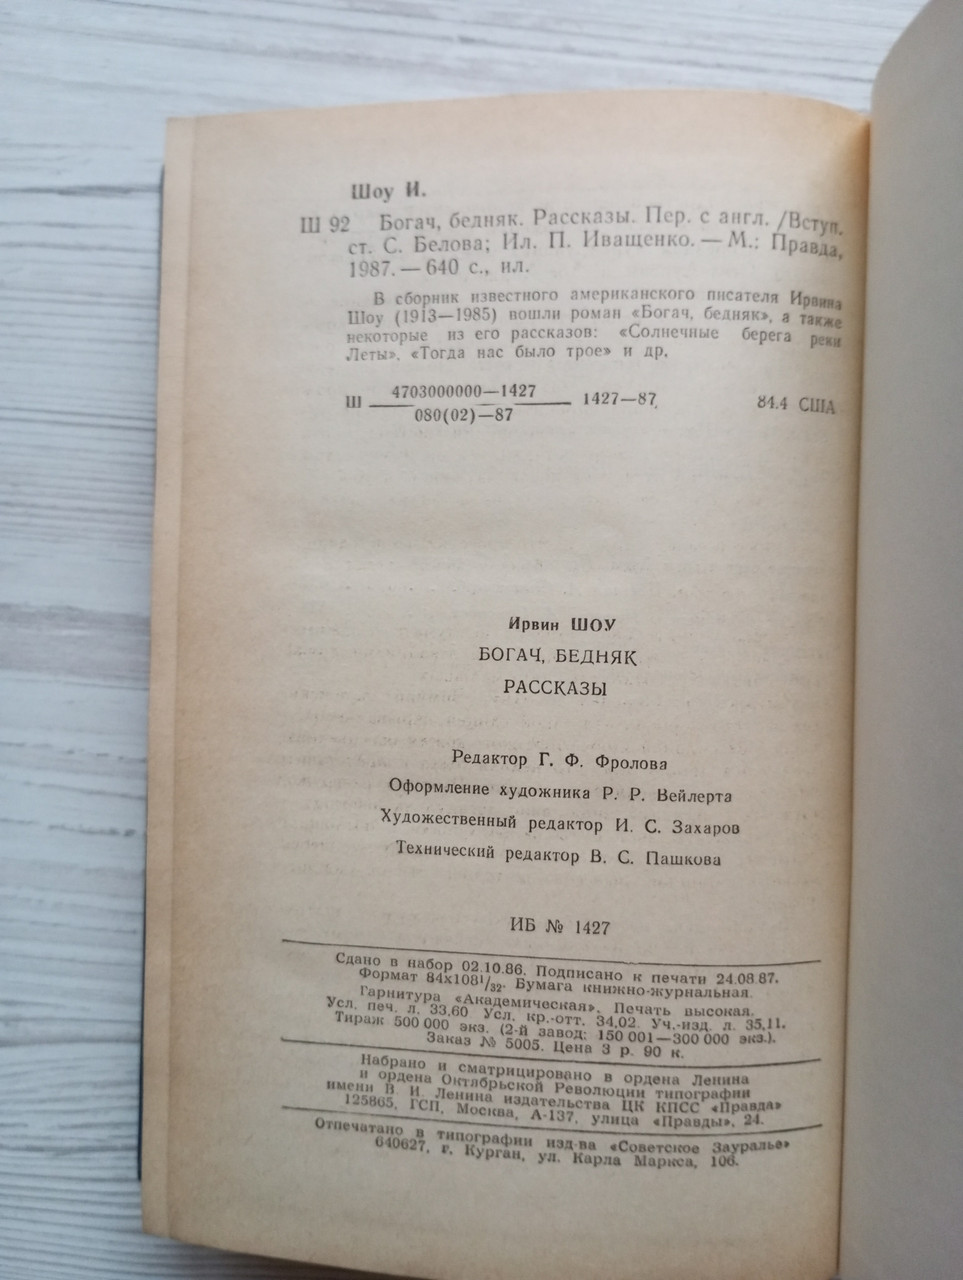 Шоу И.
Ш 92 Богач, бедняк. Рассказы. Пер. с англ. /Вступ.
ст. С. Белова; Ил. П. Иващенко. — М.: Правда,
1987. — 640 с., ил.
В сборник известного американского писателя Ирвина
Шоу (1913—1985) вошли роман «Богач, бедняк», а также
некоторые из его рассказов: «Солнечные берега реки
Леты», «Тогда нас было трое» и др.
4703000000—1427
Ш 1427—87 84.4 США
080(02)—87
Ирвин ШОУ
БОГАЧ, БЕДНЯК
РАССКАЗЫ
Редактор Г. Ф. Фролова
Оформление художника Р. Р. Вейлерта
Художественный редактор И. С. Захаров
Технический редактор В. С. Пашкова
ИБ № 1427
Сдано в набор 02.10.86. Подписано к печати 24.08.87.
Формат 84х108¹/₃₂. Бумага книжно-журнальная.
Гарнитура «Академическая». Печать высокая.
Усл. печ. л. 33,60 Усл. кр.-отт. 34,02. Уч.-изд. л. 35,11.
Тираж 500 000 экз. (2-й завод: 150 001—300 000 экз.).
Заказ № 5005. Цена 3 р. 90 к.
Набрано и сматрицировано в ордена Ленина
и ордена Октябрьской Революции типографии
имени В. И. Ленина издательства ЦК КПСС «Правда»
125865, ГСП, Москва, А-137, улица «Правды», 24.
Отпечатано в типографии изд-ва «Советское Зауралье»
640627, г. Курган, ул. Карла Маркса, 106.